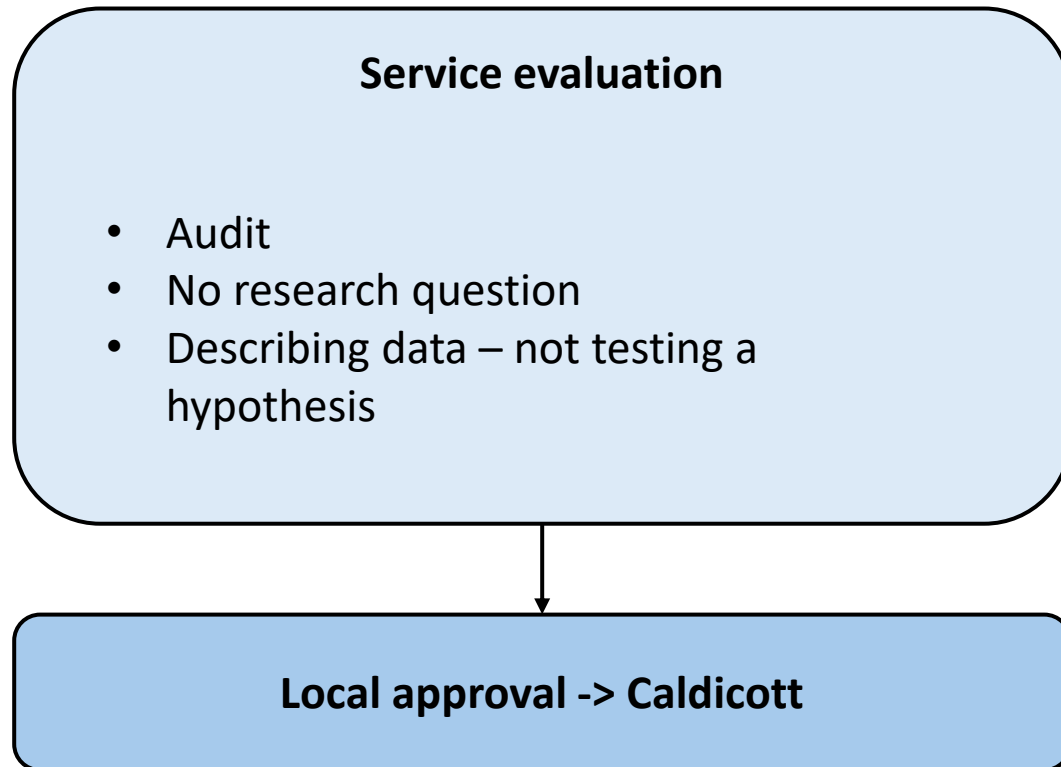 Service evaluation
• Audit
• No research question
• Describing data – not testing a
hypothesis
Local approval -> Caldicott